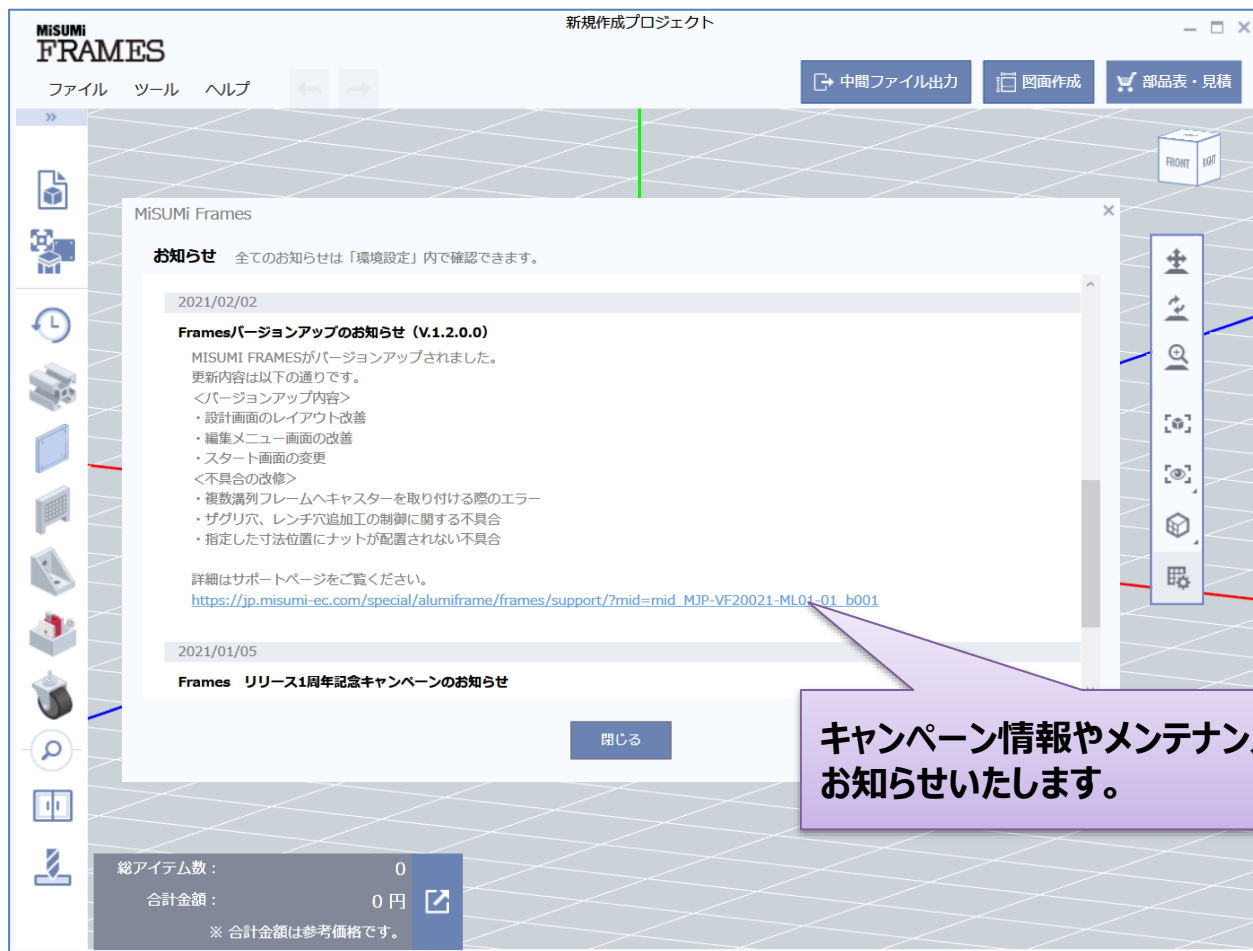 新規作成プロジェクト
MiSUMi
FRAMES
ファイル ツール ヘルプ
中間ファイル出力 図面作成 部品表・見積
FRONT RIGHT
MiSUMi Frames
お知らせ 全てのお知らせは「環境設定」内で確認できます。
2021/02/02
Framesバージョンアップのお知らせ（V.1.2.0.0）
MISUMI FRAMESがバージョンアップされました。
更新内容は以下の通りです。
＜バージョンアップ内容＞
・設計画面のレイアウト改善
・編集メニュー画面の改善
・スタート画面の変更
＜不具合の改修＞
・複数溝列フレームへキャスターを取り付ける際のエラー
・ザグリ穴、レンチ穴追加工の制御に関する不具合
・指定した寸法位置にナットが配置されない不具合
詳細はサポートページをご覧ください。
https://jp.misumi-ec.com/special/alumiframe/frames/support/?mid=mid_MJP-VF20021-ML01-01_b001
2021/01/05
Frames リリース1周年記念キャンペーンのお知らせ
閉じる
キャンペーン情報やメンテナン
お知らせいたします。
総アイテム数： 0
合計金額： 0 円
※ 合計金額は参考価格です。